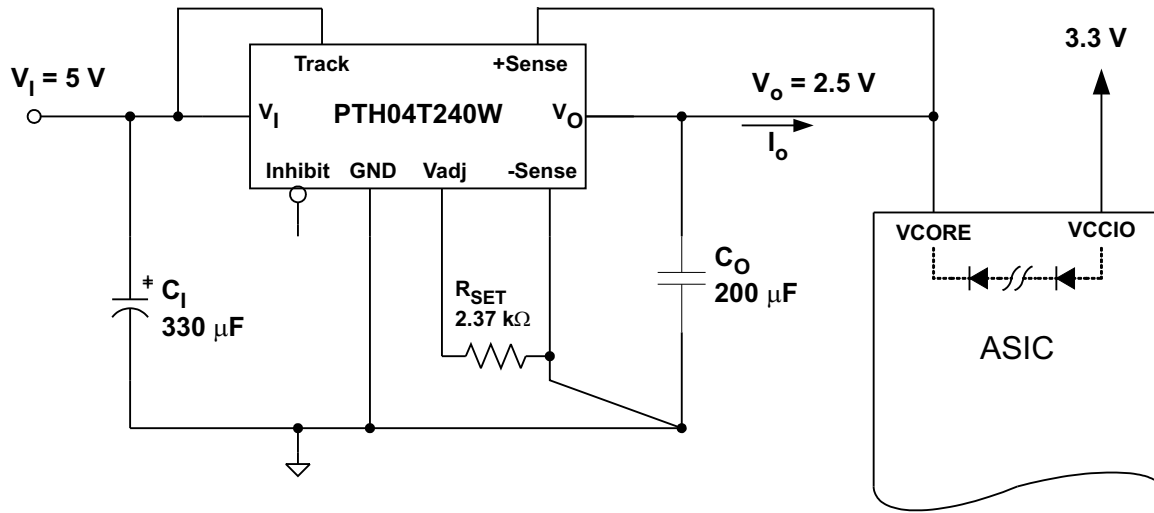 3.3 V
Track
+Sense
V_I = 5 V
V_o = 2.5 V
V_I
PTH04T240W
V_O
I_o
Inhibit
GND
Vadj
-Sense
VCORE
VCCIO
C_O
200 μF
+
C_I
330 μF
R_SET
2.37 kΩ
ASIC